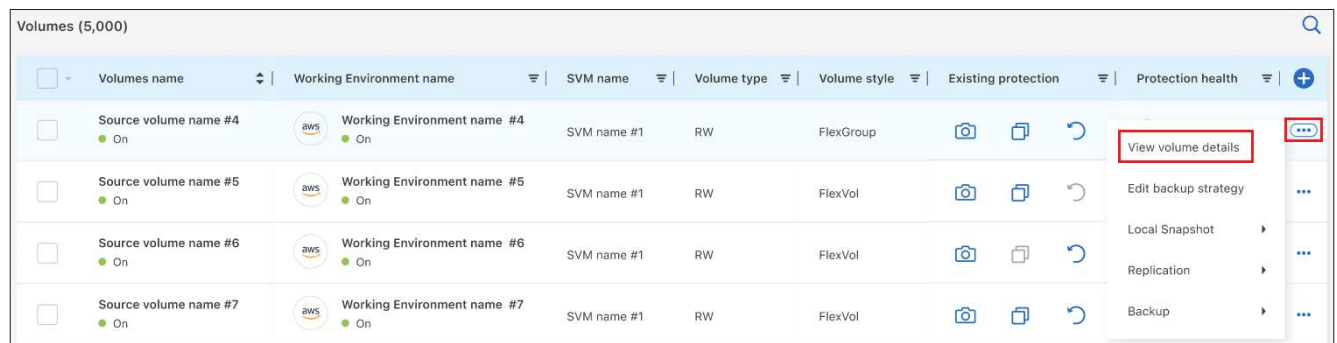 Volumes (5,000)
Volumes name Working Environment name SVM name Volume type Volume style Existing protection Protection health
Source volume name #4 aws Working Environment name #4 SVM name #1 RW FlexGroup
On On
View volume details
Source volume name #5 aws Working Environment name #5 SVM name #1 RW FlexVol
On On
Edit backup strategy
Local Snapshot
Source volume name #6 aws Working Environment name #6 SVM name #1 RW FlexVol
On On
Replication
Source volume name #7 aws Working Environment name #7 SVM name #1 RW FlexVol
On On
Backup